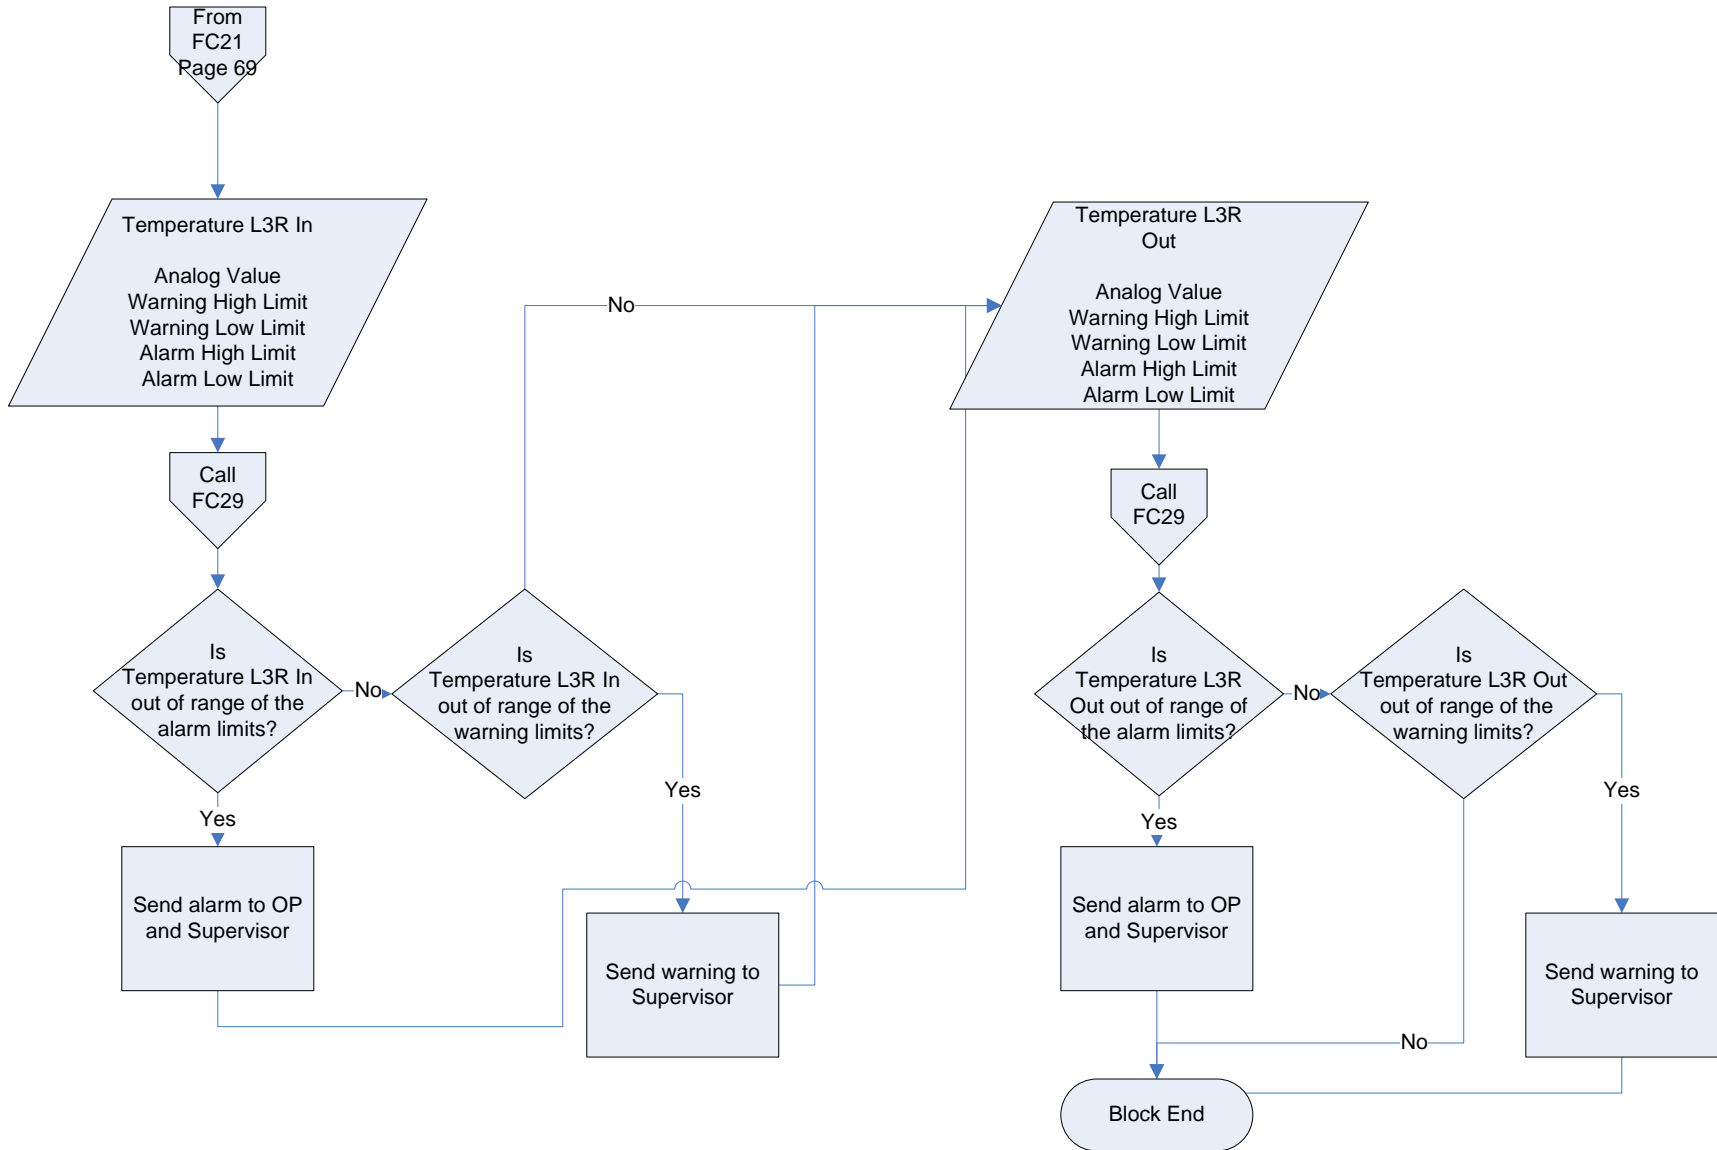 From
FC21
Page 69
Temperature L3R In
Analog Value
Warning High Limit
Warning Low Limit
Alarm High Limit
Alarm Low Limit
Call
FC29
Is
Temperature L3R In
out of range of the
alarm limits?
No
Is
Temperature L3R In
out of range of the
warning limits?
No
Yes
Send alarm to OP
and Supervisor
Yes
Send warning to
Supervisor
Temperature L3R
Out
Analog Value
Warning High Limit
Warning Low Limit
Alarm High Limit
Alarm Low Limit
Call
FC29
Is
Temperature L3R
Out out of range of
the alarm limits?
No
Is
Temperature L3R Out
out of range of the
warning limits?
Yes
Send alarm to OP
and Supervisor
Yes
Send warning to
Supervisor
No
Block End